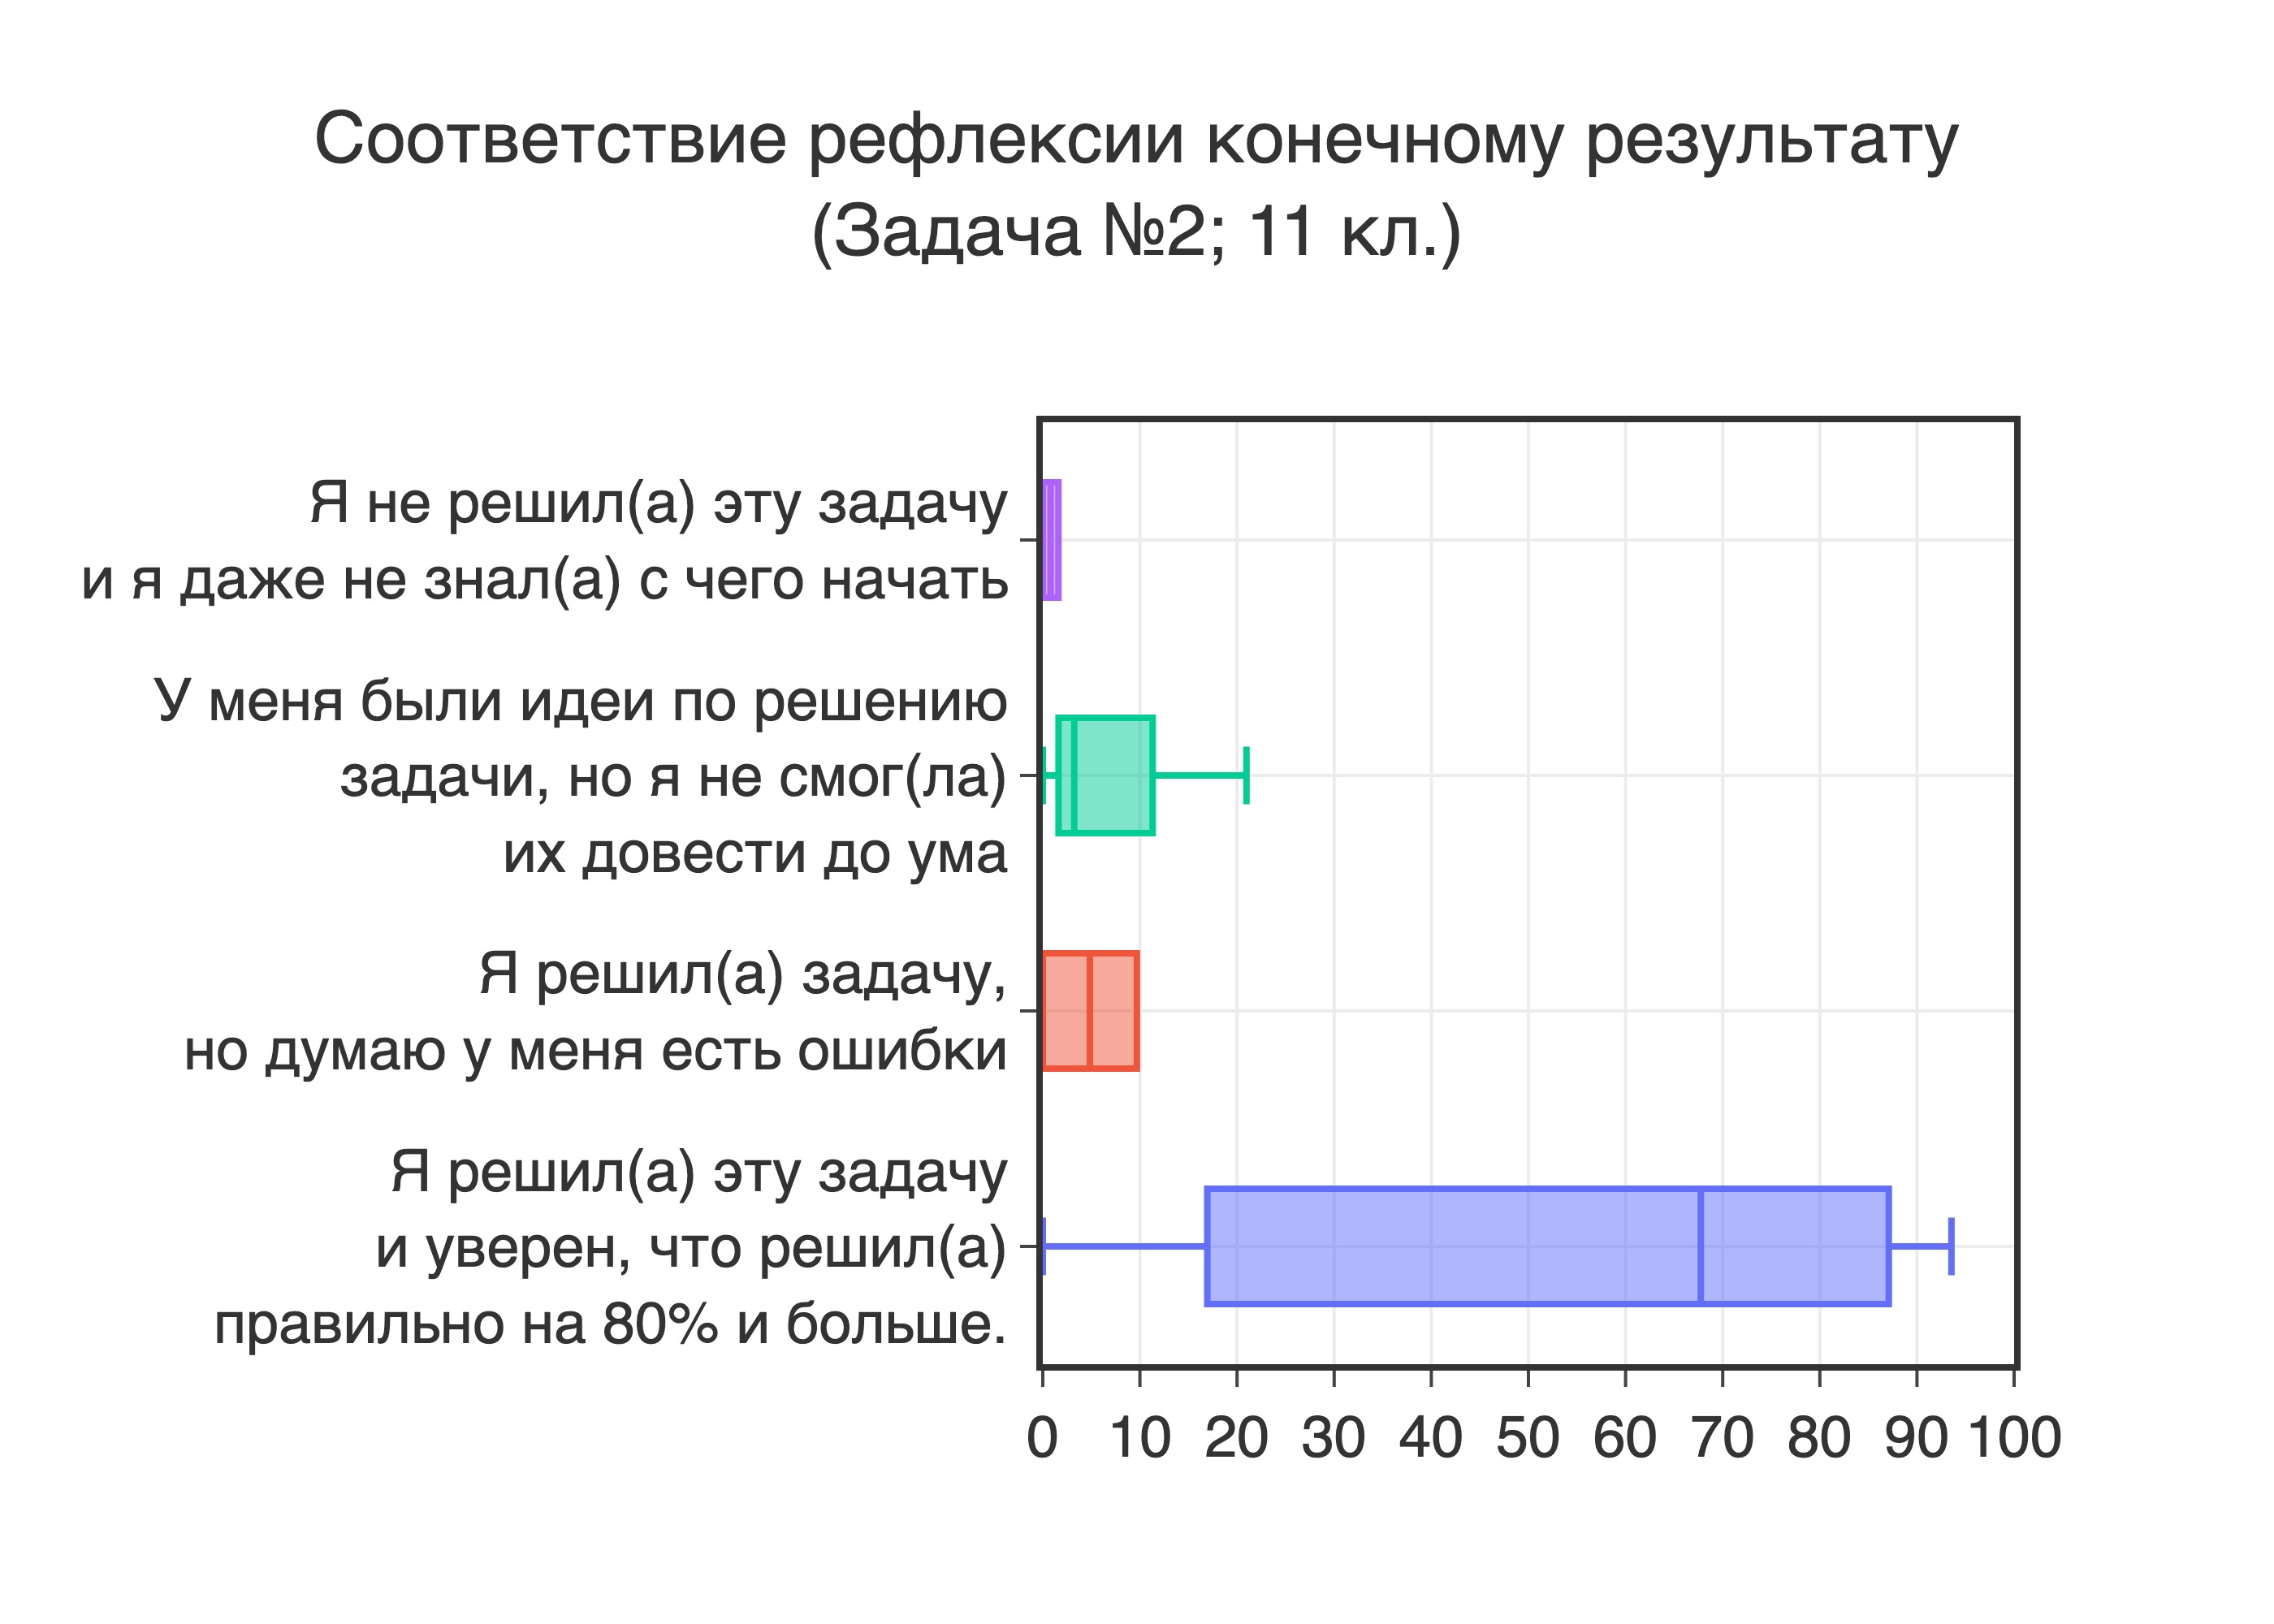 Соответствие рефлексии конечному результату
(Задача №2; 11 кл.)
Я не решил(а) эту задачу
и я даже не знал(а) с чего начать
У меня были идеи по решению
задачи, но я не смог(ла)
их довести до ума
Я решил(а) задачу,
но думаю у меня есть ошибки
Я решил(а) эту задачу
и уверен, что решил(а)
правильно на 80% и больше.
0 10 20 30 40 50 60 70 80 90 100